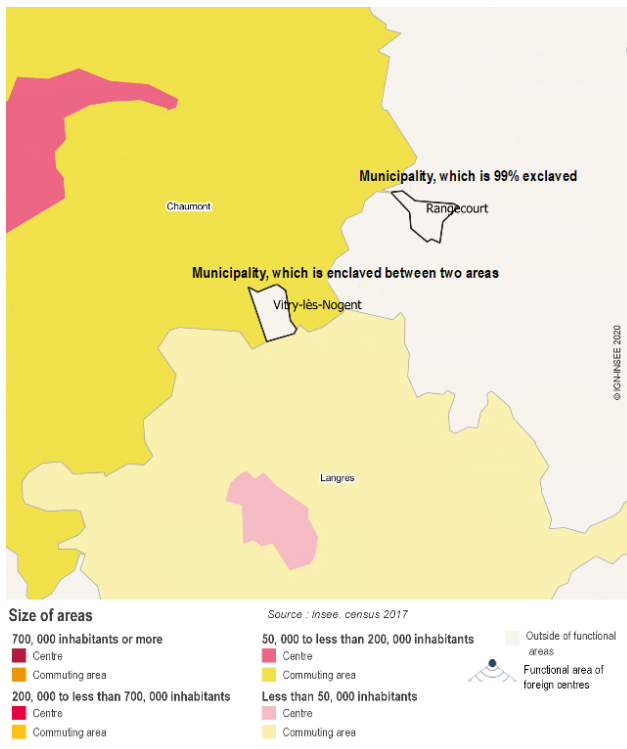 Municipality, which is 99% exclaved
Rangecourt
Chaumont
Municipality, which is enclaved between two areas
Vitry-lès-Nogent
© IGN-INSEE 2020
Langres
Size of areas
Source : Insee, census 2017
700, 000 inhabitants or more
Centre
Commuting area
200, 000 to less than 700, 000 inhabitants
Centre
Commuting area
50, 000 to less than 200, 000 inhabitants
Centre
Commuting area
Less than 50, 000 inhabitants
Centre
Commuting area
Outside of functional
areas
Functional area of
foreign centres